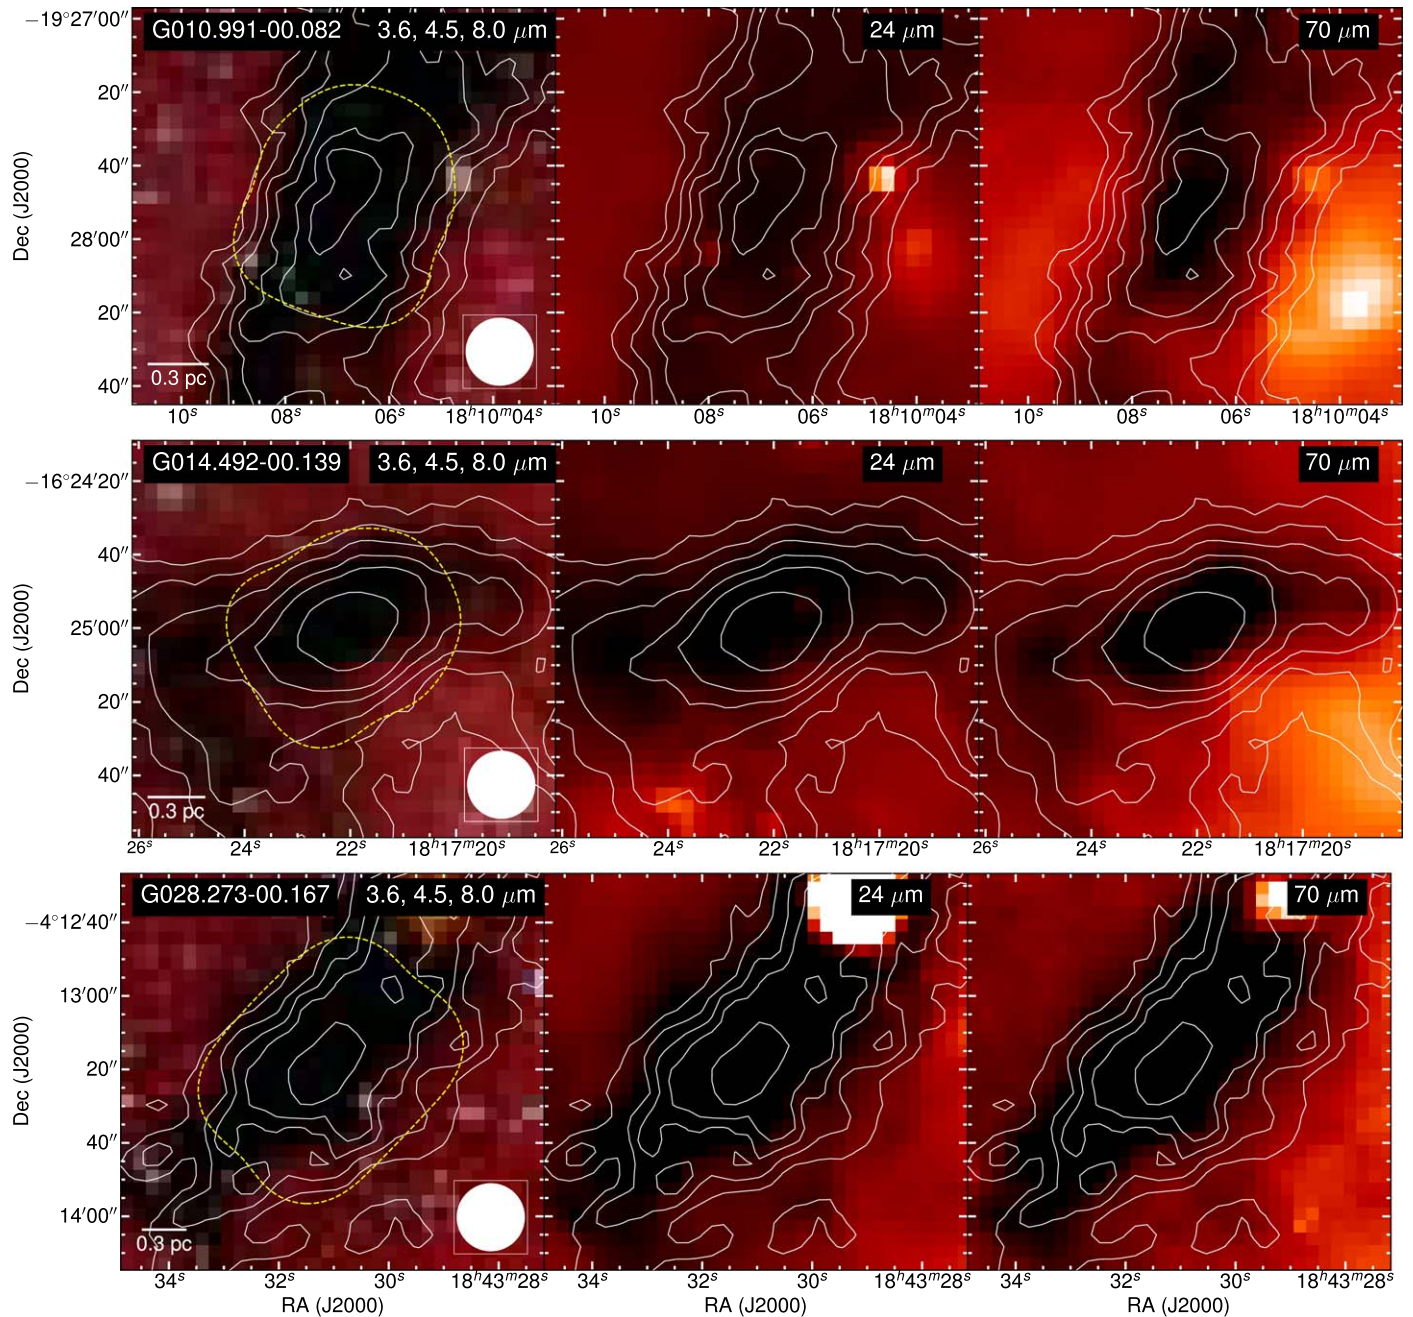 G010.991-00.082 3.6, 4.5, 8.0 μm 24 μm 70 μm
−19°27′00″
20″
40″
28′00″
20″
40″
Dec (J2000)
0.3 pc
10ˢ 08ˢ 06ˢ 18ʰ10ᵐ04ˢ 10ˢ 08ˢ 06ˢ 18ʰ10ᵐ04ˢ 10ˢ 08ˢ 06ˢ 18ʰ10ᵐ04ˢ
G014.492-00.139 3.6, 4.5, 8.0 μm 24 μm 70 μm
−16°24′20″
40″
25′00″
20″
40″
Dec (J2000)
0.3 pc
26ˢ 24ˢ 22ˢ 18ʰ17ᵐ20ˢ 26ˢ 24ˢ 22ˢ 18ʰ17ᵐ20ˢ 26ˢ 24ˢ 22ˢ 18ʰ17ᵐ20ˢ
G028.273-00.167 3.6, 4.5, 8.0 μm 24 μm 70 μm
−4°12′40″
13′00″
20″
40″
14′00″
Dec (J2000)
0.3 pc
34ˢ 32ˢ 30ˢ 18ʰ43ᵐ28ˢ 34ˢ 32ˢ 30ˢ 18ʰ43ᵐ28ˢ 34ˢ 32ˢ 30ˢ 18ʰ43ᵐ28ˢ
RA (J2000) RA (J2000) RA (J2000)